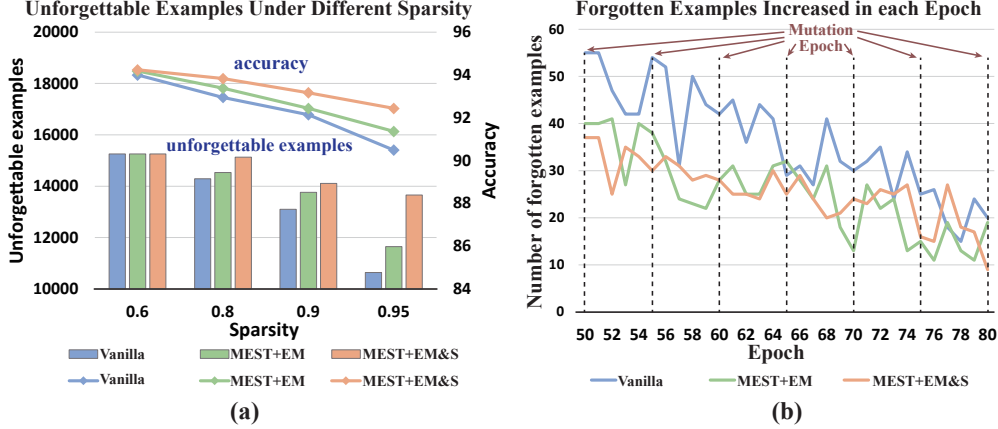 Unforgettable Examples Under Different Sparsity
20000
18000
16000
14000
12000
10000
Unforgettable examples
96
94
92
90
88
86
84
Accuracy
accuracy
unforgettable examples
0.6 0.8 0.9 0.95
Sparsity
Vanilla MEST+EM MEST+EM&S
Vanilla MEST+EM MEST+EM&S
(a)
Forgotten Examples Increased in each Epoch
60
50
40
30
20
10
0
Number of forgotten examples
Mutation
Epoch
50 52 54 56 58 60 62 64 66 68 70 72 74 76 78 80
Epoch
Vanilla MEST+EM MEST+EM&S
(b)